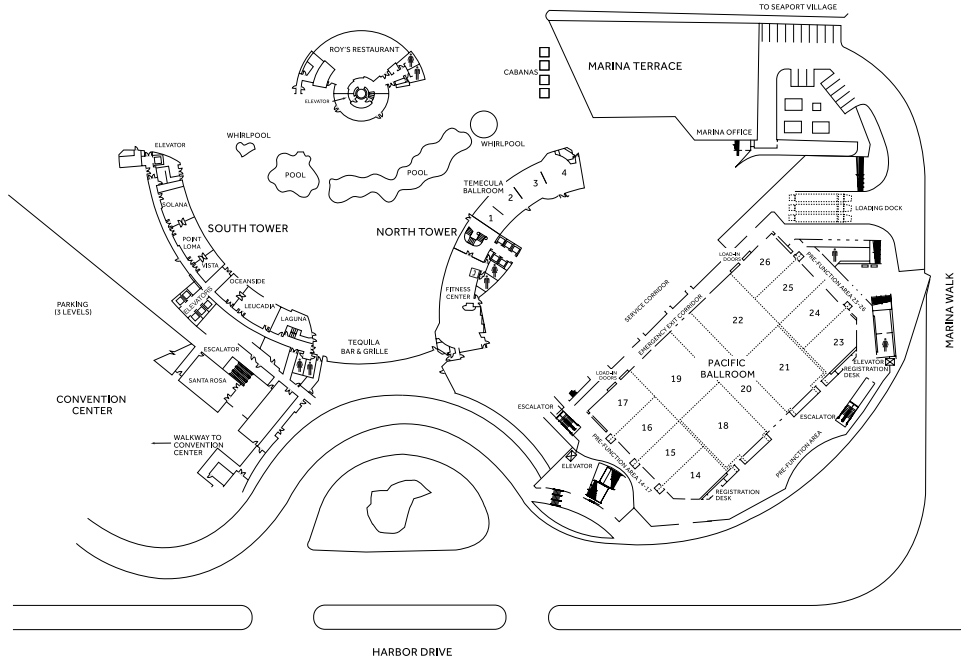 TO SEAPORT VILLAGE
ROY'S RESTAURANT
ELEVATOR
CABANAS
MARINA TERRACE
MARINA OFFICE
WHIRLPOOL
WHIRLPOOL
POOL
POOL
ELEVATOR
SOLANA
POINT
LOMA
VISTA
SOUTH TOWER
TEMECULA
BALLROOM
1
2
3
4
NORTH TOWER
FITNESS
CENTER
LOADING DOCK
LOAD-IN
DOORS
PRE-FUNCTION AREA 23-26
SERVICE CORRIDOR
EMERGENCY EXIT CORRIDOR
MARINA WALK
OCEANSIDE
ELEVATORS
LEUCADIA
LAGUNA
PARKING
(3 LEVELS)
ESCALATOR
SANTA ROSA
TEQUILA
BAR & GRILLE
CONVENTION
CENTER
WALKWAY TO
CONVENTION
CENTER
26
25
24
23
22
21
PACIFIC
BALLROOM
20
19
18
17
16
15
14
LOAD-IN
DOORS
ELEVATOR
REGISTRATION
DESK
ESCALATOR
ESCALATOR
PRE-FUNCTION AREA
PRE-FUNCTION AREA 14-17
ELEVATOR
REGISTRATION
DESK
HARBOR DRIVE